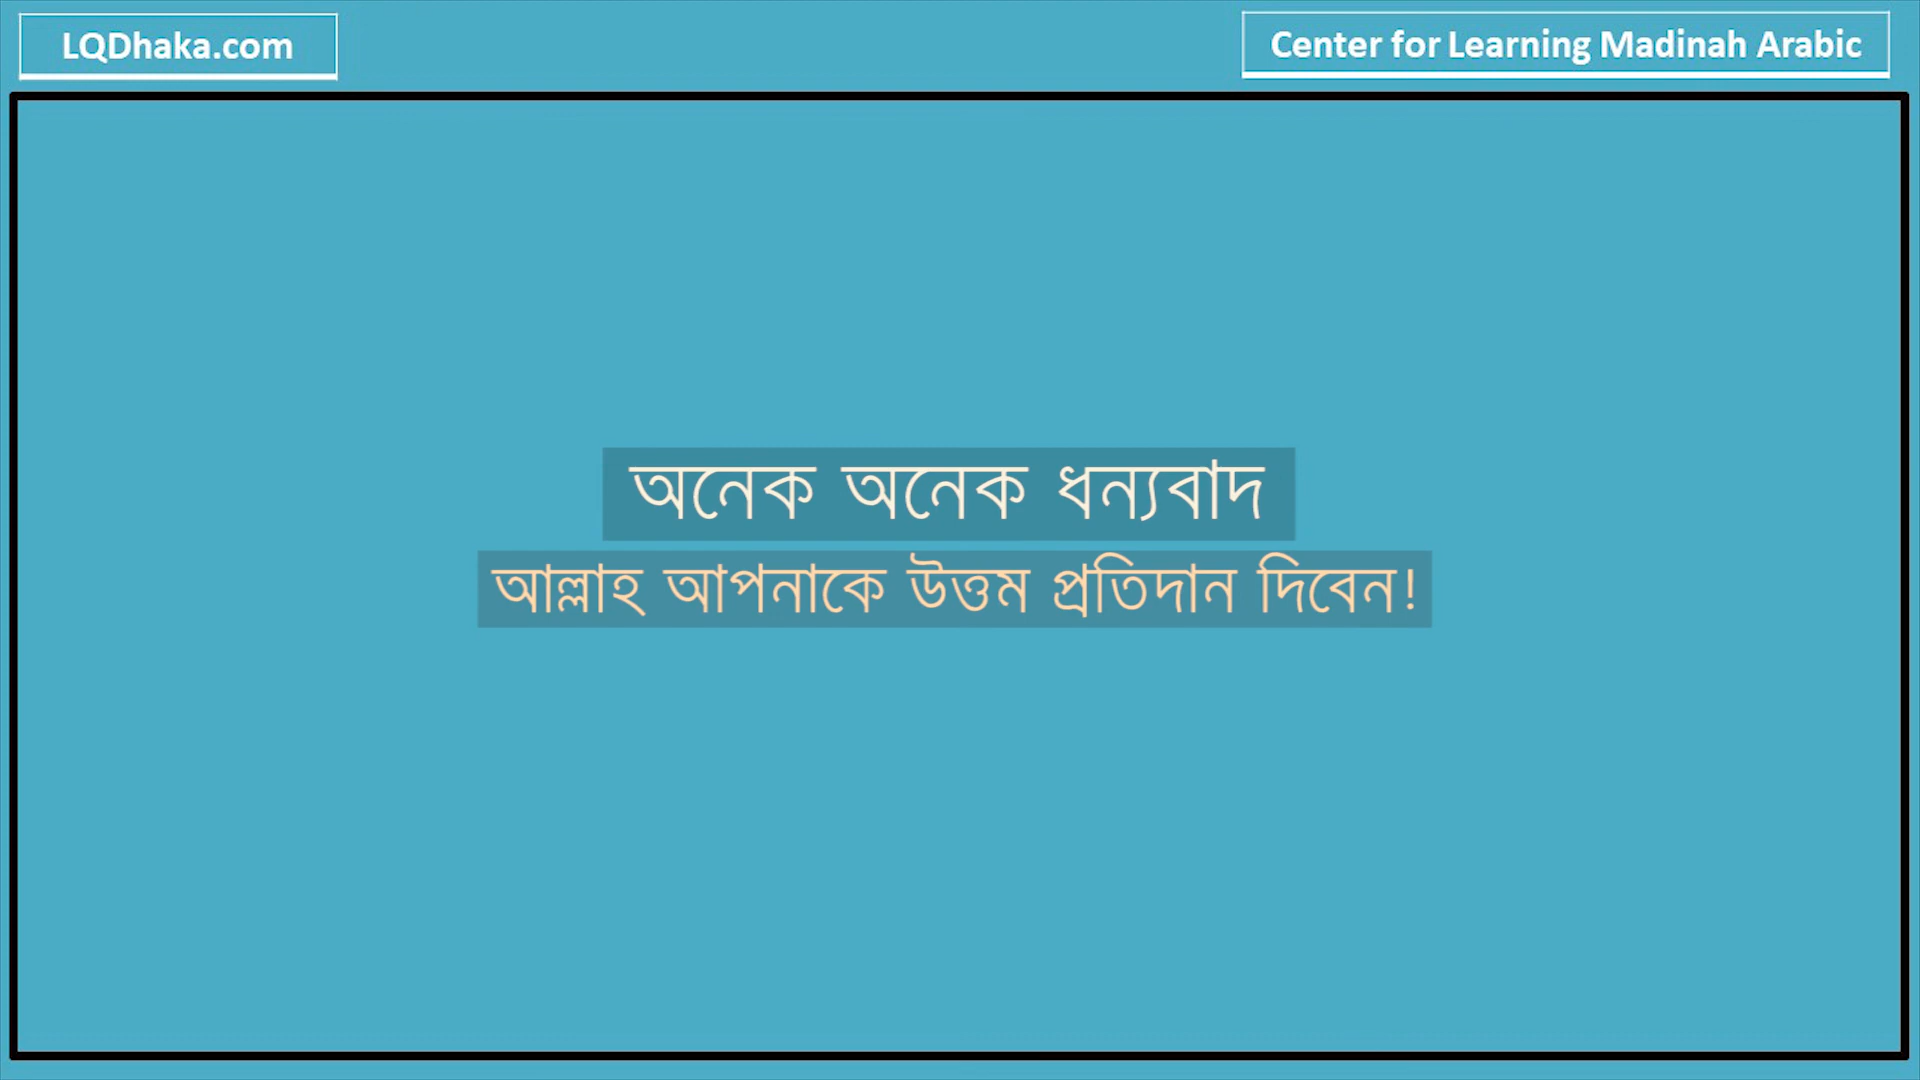 LQDhaka.com
Center for Learning Madinah Arabic
অনেক অনেক ধন্যবাদ
আল্লাহ আপনাকে উত্তম প্রতিদান দিবেন!